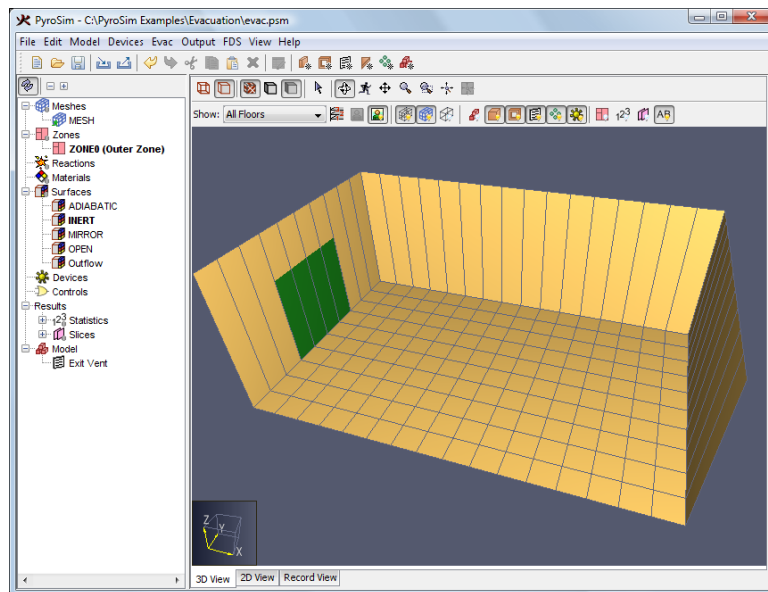 PyroSim - C:\PyroSim Examples\Evacuation\evac.psm
File Edit Model Devices Evac Output FDS View Help
Show: All Floors
123
AB
Meshes
MESH
Zones
ZONE0 (Outer Zone)
Reactions
Materials
Surfaces
ADIABATIC
INERT
MIRROR
OPEN
Outflow
Devices
Controls
Results
123 Statistics
Slices
Model
Exit Vent
Z
Y
X
3D View 2D View Record View